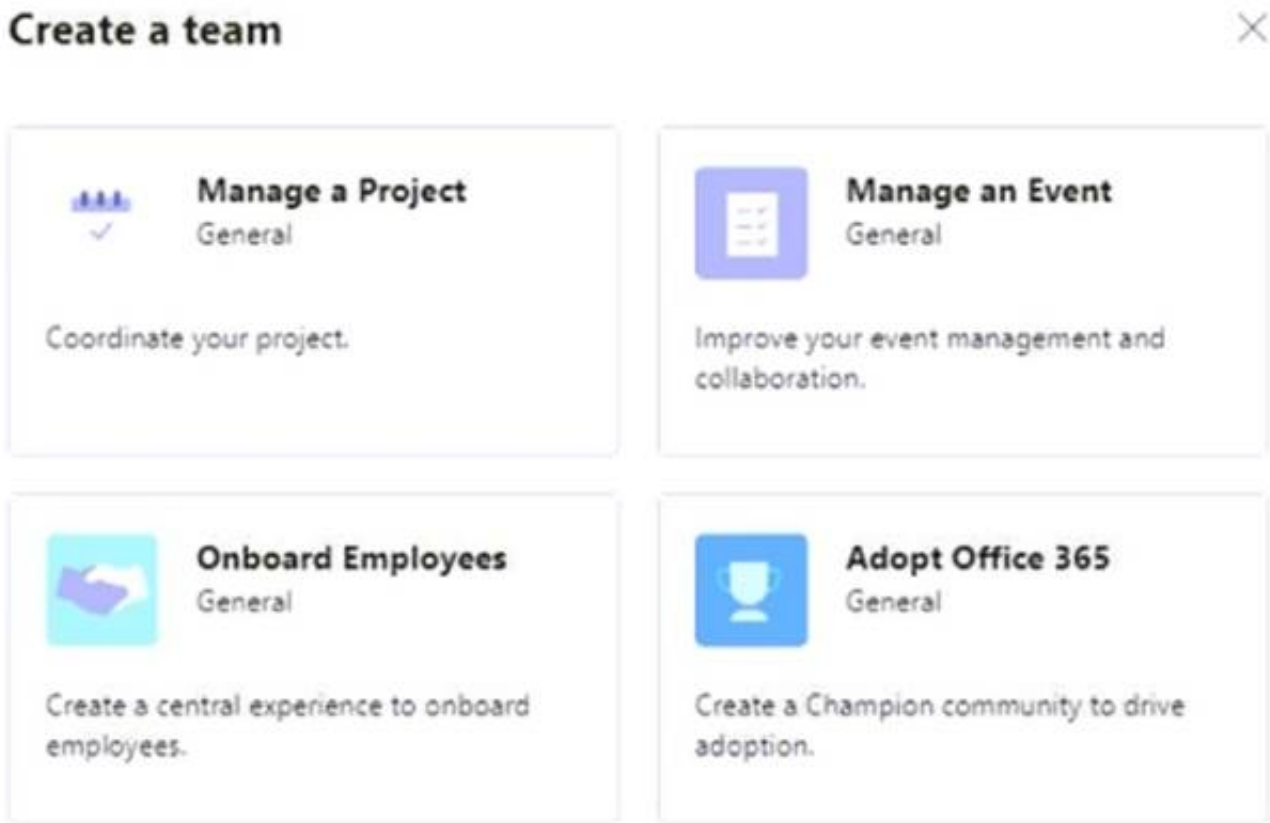 Create a team
Manage a Project
General
Coordinate your project.
Manage an Event
General
Improve your event management and
collaboration.
Onboard Employees
General
Create a central experience to onboard
employees.
Adopt Office 365
General
Create a Champion community to drive
adoption.